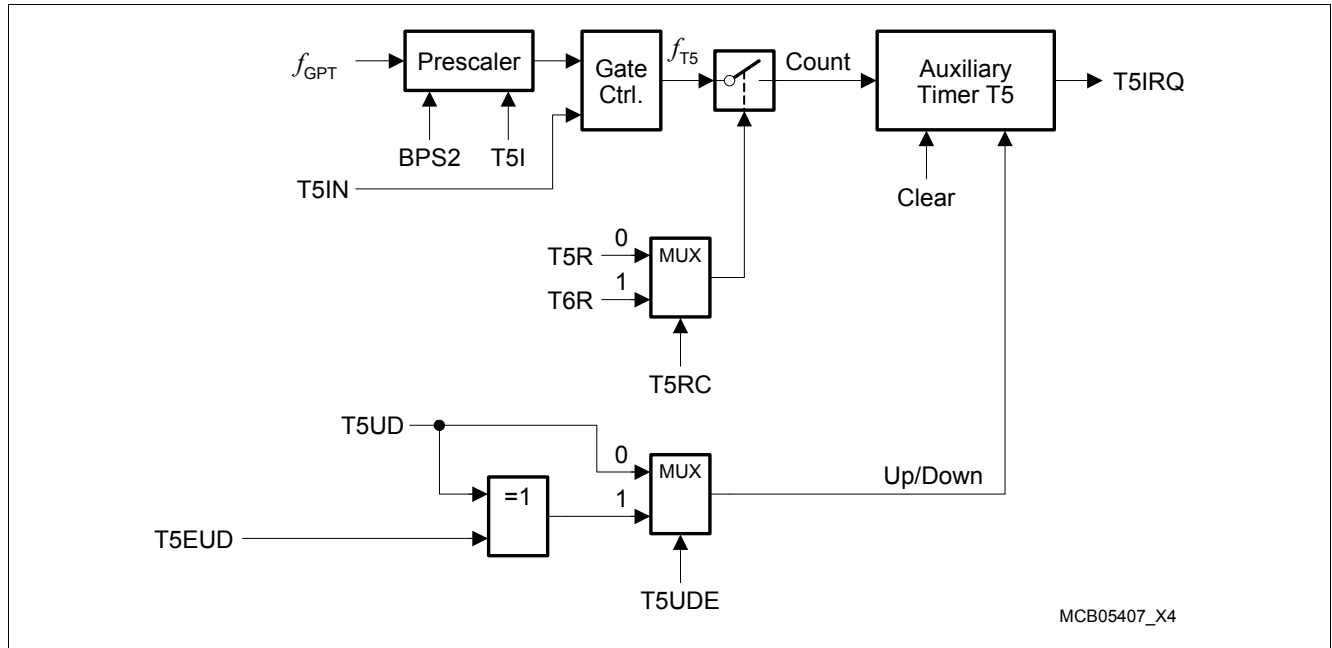 fGPT
Prescaler
Gate
Ctrl.
fT5
Count
Auxiliary
Timer T5
T5IRQ
BPS2
T5I
T5IN
Clear
T5R
0
MUX
T6R
1
T5RC
T5UD
0
MUX
=1
1
Up/Down
T5EUD
T5UDE
MCB05407_X4